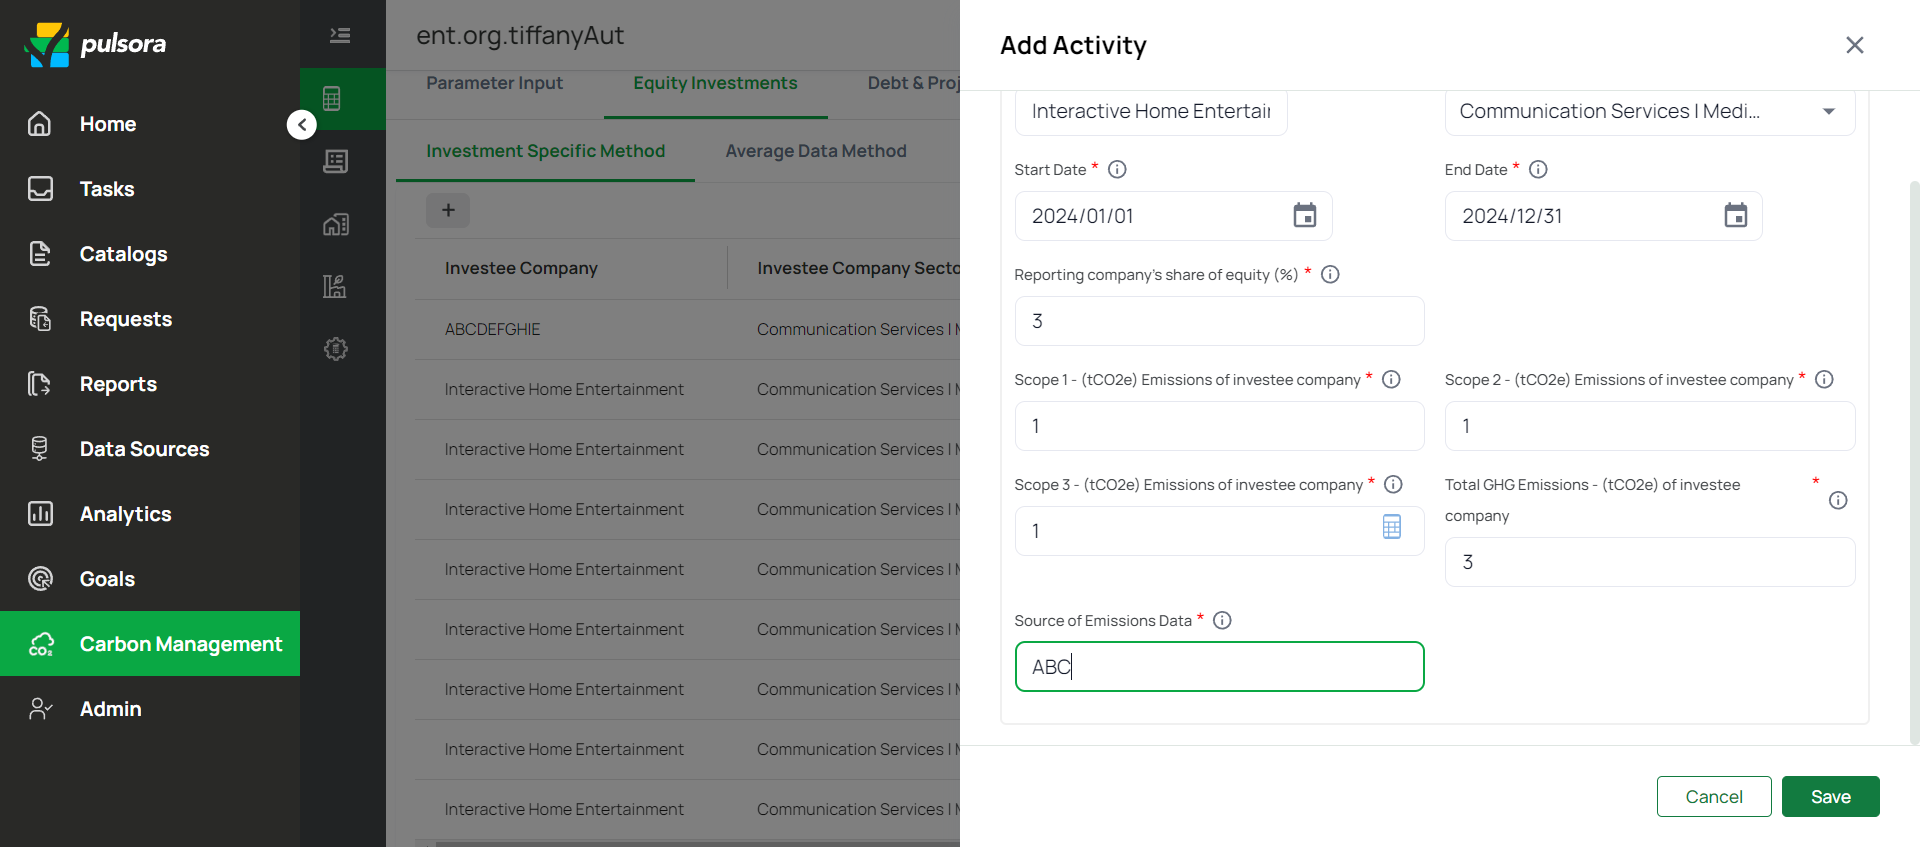 pulsora
Home
Tasks
Catalogs
Requests
Reports
Data Sources
Analytics
Goals
CO₂ Carbon Management
Admin
ent.org.tiffanyAut
Parameter Input Equity Investments Debt & Proj
Investment Specific Method Average Data Method
+
Investee Company Investee Company Secto
ABCDEFGHIE Communication Services | M
Interactive Home Entertainment Communication Services | M
Interactive Home Entertainment Communication Services | M
Interactive Home Entertainment Communication Services | M
Interactive Home Entertainment Communication Services | M
Interactive Home Entertainment Communication Services | M
Interactive Home Entertainment Communication Services | M
Interactive Home Entertainment Communication Services | M
Interactive Home Entertainment Communication Services | M
Add Activity
Interactive Home Entertain Communication Services | Medi...
Start Date * End Date *
2024/01/01 2024/12/31
Reporting company's share of equity (%) *
3
Scope 1 - (tCO2e) Emissions of investee company * Scope 2 - (tCO2e) Emissions of investee company *
1 1
Scope 3 - (tCO2e) Emissions of investee company * Total GHG Emissions - (tCO2e) of investee *
company
1 3
Source of Emissions Data *
ABC
Cancel Save